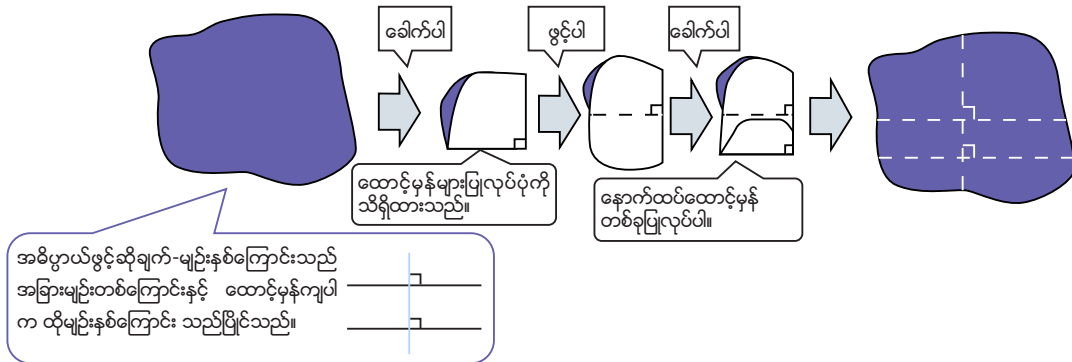 ခေါက်ပါ
ဖွင့်ပါ
ခေါက်ပါ
ထောင့်မှန်များပြုလုပ်ပုံကို
သိရှိထားသည်။
နောက်ထပ်ထောင့်မှန်
တစ်ခုပြုလုပ်ပါ။
အဓိပ္ပာယ်ဖွင့်ဆိုချက်-မျဉ်းနှစ်ကြောင်းသည်
အခြားမျဉ်းတစ်ကြောင်းနှင့် ထောင့်မှန်ကျပါ
က ထိုမျဉ်းနှစ်ကြောင်း သည်ပြိုင်သည်။